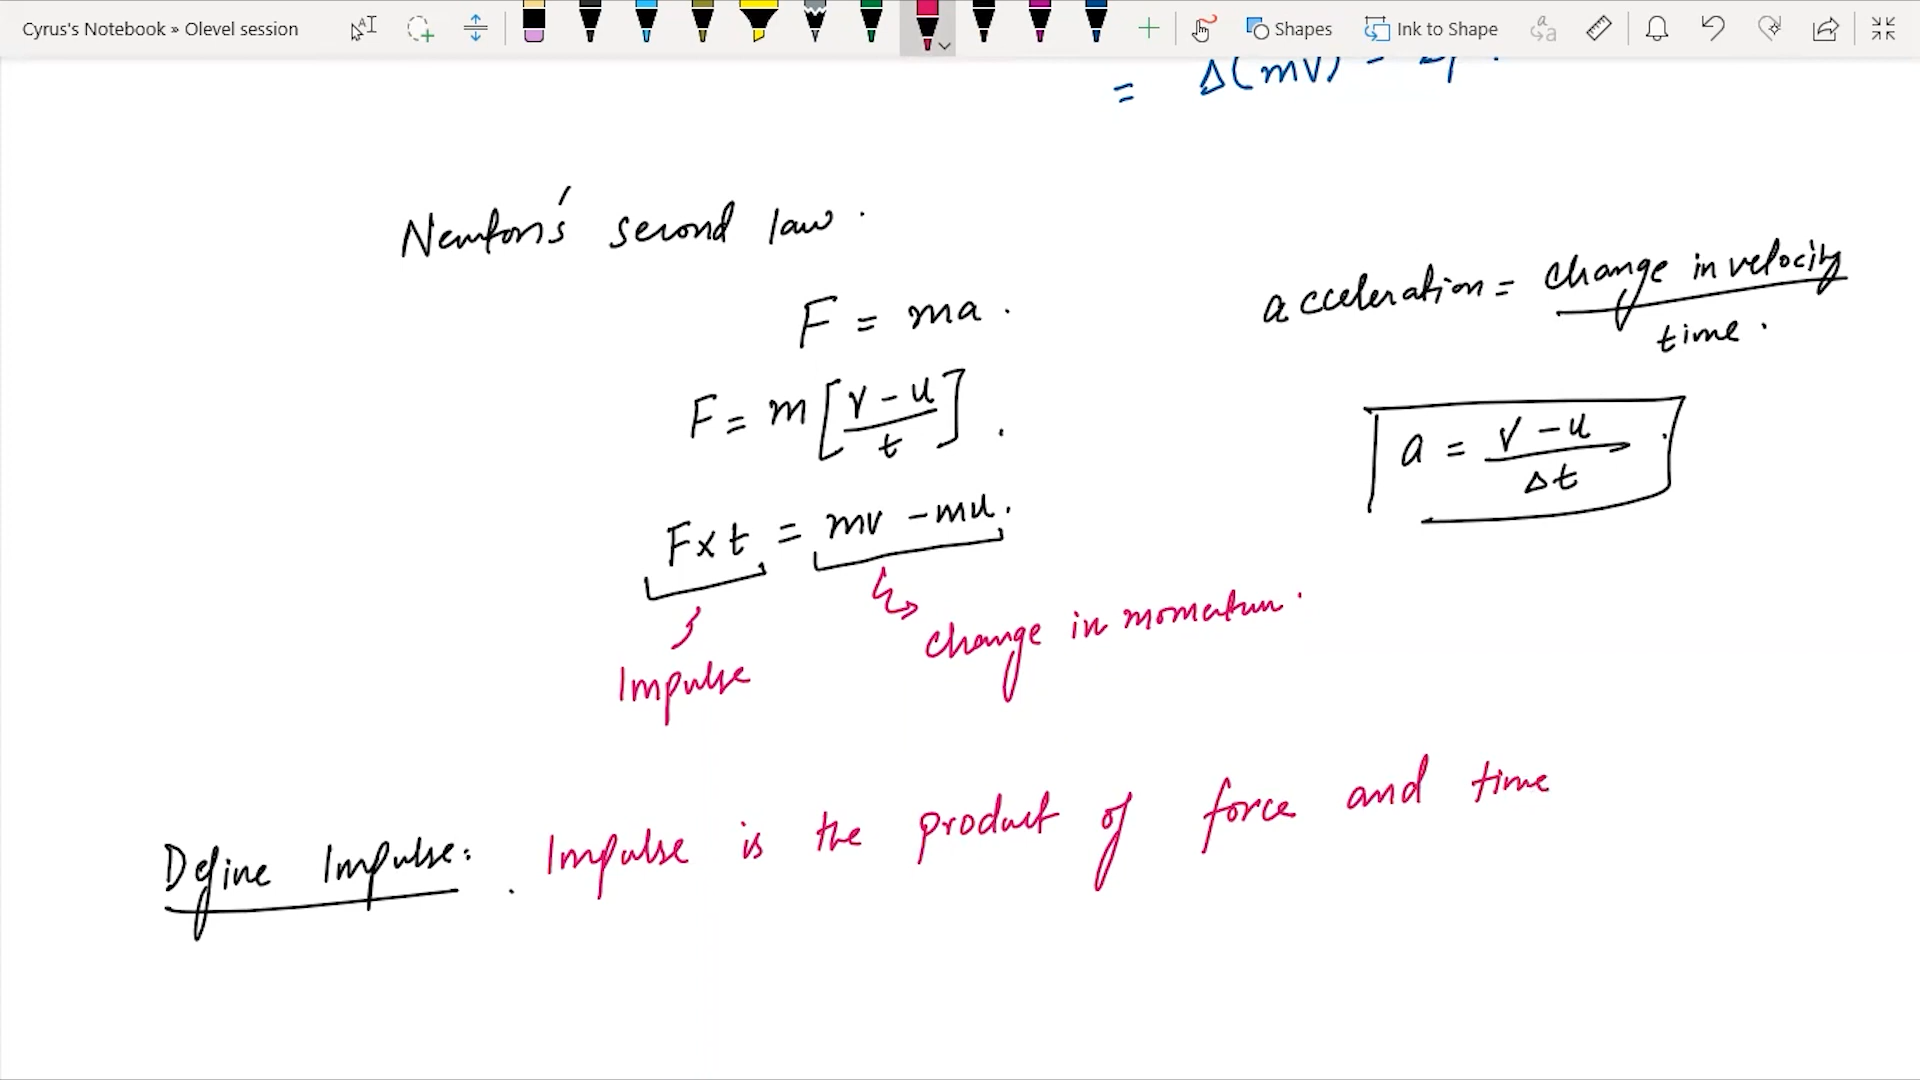 Cyrus's Notebook » Olevel session
Shapes
Ink to Shape
= Δ(mv) =
Newton's second law.
F = ma.
acceleration = change in velocity
time.
F = m[v-u
t].
a = v-u
Δt
Fxt = mv -mu.
change in momentum.
Impulse
Define Impulse: Impulse is the product of force and time